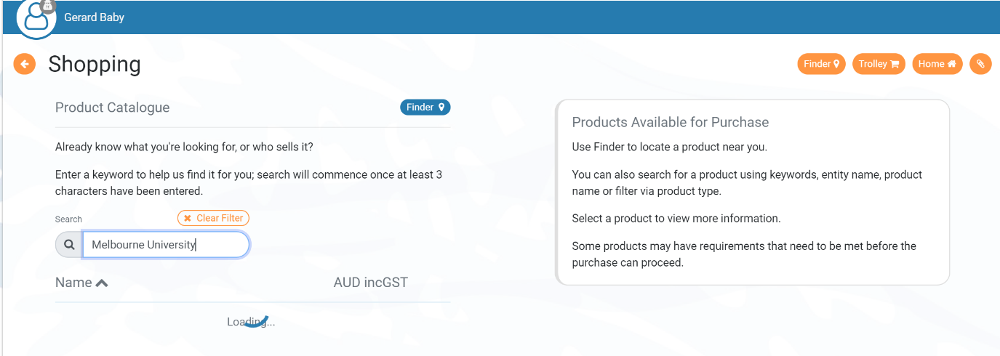 Gerard Baby
Shopping
Finder
Trolley
Home
Product Catalogue
Finder
Already know what you're looking for, or who sells it?
Enter a keyword to help us find it for you; search will commence once at least 3
characters have been entered.
Search
Clear Filter
Melbourne University
Name
AUD incGST
Loading...
Products Available for Purchase
Use Finder to locate a product near you.
You can also search for a product using keywords, entity name, product
name or filter via product type.
Select a product to view more information.
Some products may have requirements that need to be met before the
purchase can proceed.